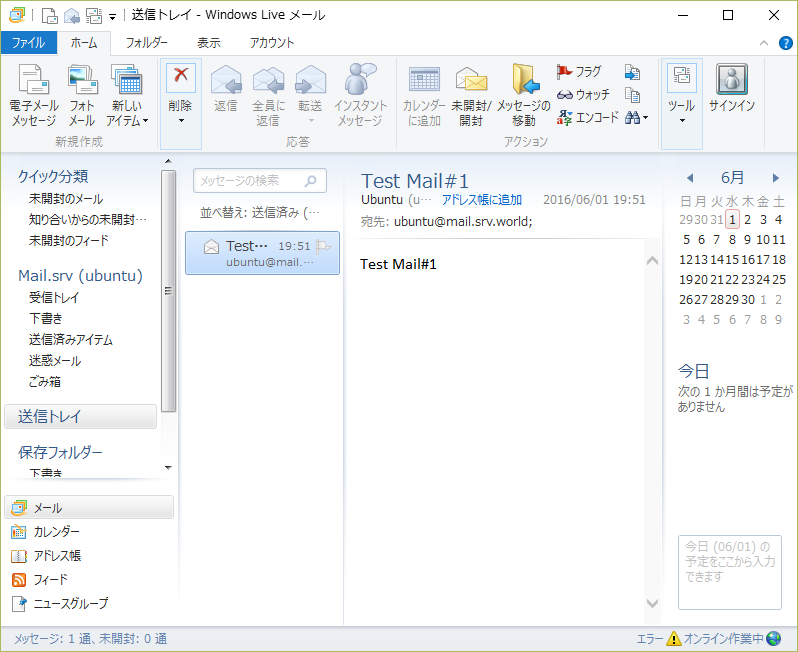 送信トレイ - Windows Live メール
ファイル ホーム フォルダー 表示 アカウント
電子メール メッセージ
フォト メール
新しい アイテム
新規作成
削除
返信
全員に 返信
転送
インスタント メッセージ
応答
カレンダー に追加
未開封/ 開封
メッセージの 移動
フラグ
ウォッチ
エンコード
アクション
ツール
サインイン
クイック分類
未開封のメール
知り合いからの未開封…
未開封のフィード
Mail.srv (ubuntu)
受信トレイ
下書き
送信済みアイテム
迷惑メール
ごみ箱
送信トレイ
保存フォルダー
下書き
メール
カレンダー
アドレス帳
フィード
ニュースグループ
メッセージの検索
並べ替え: 送信済み (…
Test… 19:51
ubuntu@mail.…
Test Mail#1
Ubuntu (u… アドレス帳に追加 2016/06/01 19:51
宛先: ubuntu@mail.srv.world;
Test Mail#1
6月
日 月 火 水 木 金 土
29 30 31 1 2 3 4
5 6 7 8 9 10 11
12 13 14 15 16 17 18
19 20 21 22 23 24 25
26 27 28 29 30 1 2
3 4 5 6 7 8 9
今日
次の 1 か月間は予定が
ありません
今日 (06/01) の
予定をここから入力
できます
メッセージ: 1 通、未開封: 0 通
エラー オンライン作業中